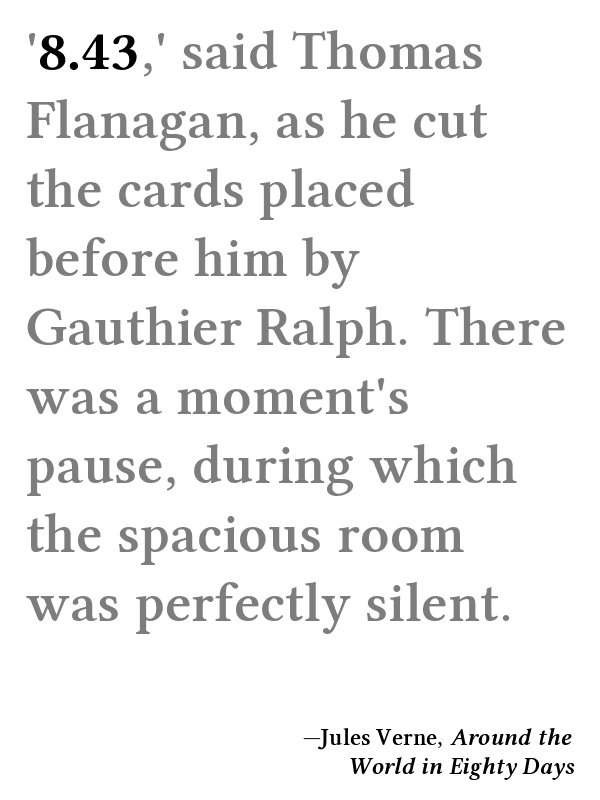 '8.43,' said Thomas
Flanagan, as he cut
the cards placed
before him by
Gauthier Ralph. There
was a moment's
pause, during which
the spacious room
was perfectly silent.
—Jules Verne, Around the
World in Eighty Days